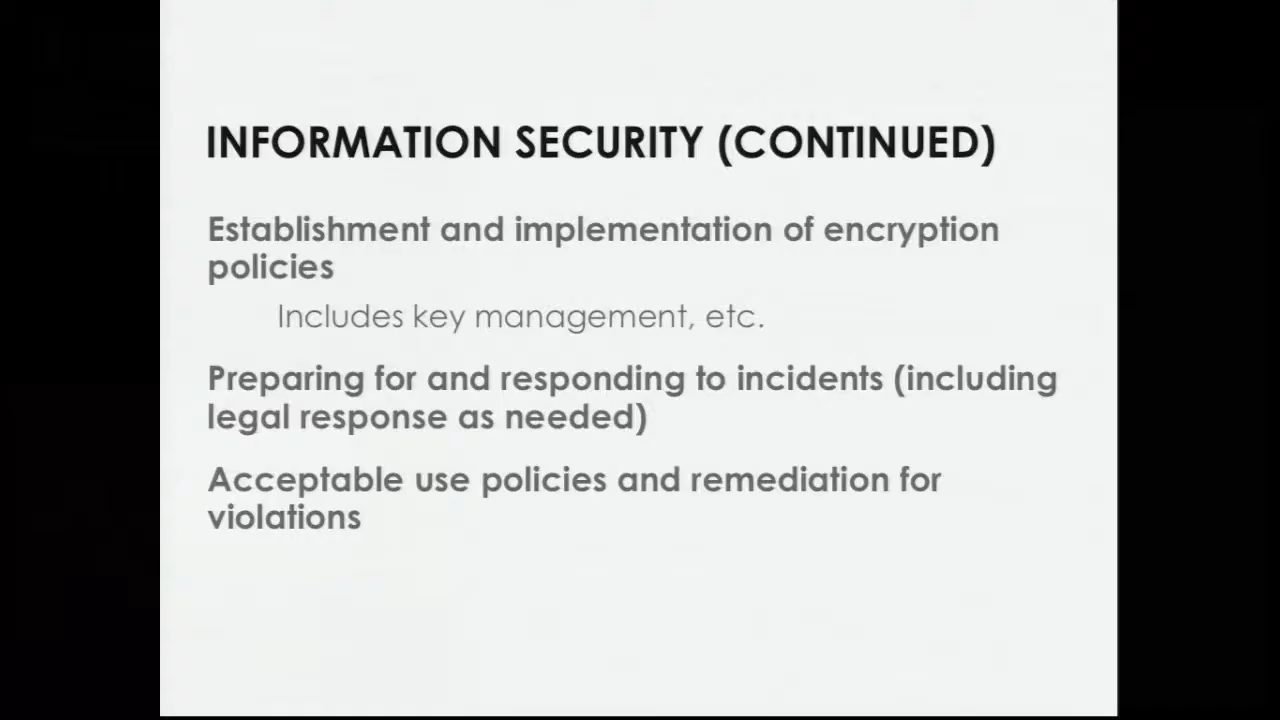 INFORMATION SECURITY (CONTINUED)
Establishment and implementation of encryption
policies
Includes key management, etc.
Preparing for and responding to incidents (including
legal response as needed)
Acceptable use policies and remediation for
violations